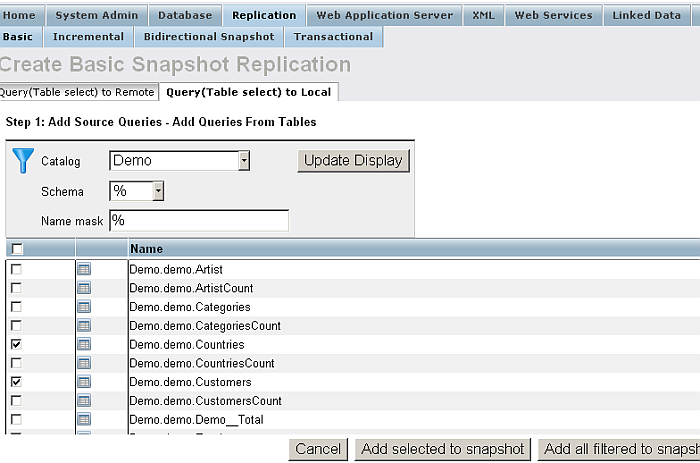 Home System Admin Database Replication Web Application Server XML Web Services Linked Data
Basic Incremental Bidirectional Snapshot Transactional
Create Basic Snapshot Replication
Query(Table select) to Remote Query(Table select) to Local
Step 1: Add Source Queries - Add Queries From Tables
Catalog Demo Update Display
Schema %
Name mask %
Name
Demo.demo.Artist
Demo.demo.ArtistCount
Demo.demo.Categories
Demo.demo.CategoriesCount
Demo.demo.Countries
Demo.demo.CountriesCount
Demo.demo.Customers
Demo.demo.CustomersCount
Demo.demo.Demo__Total
Cancel Add selected to snapshot Add all filtered to snapsh